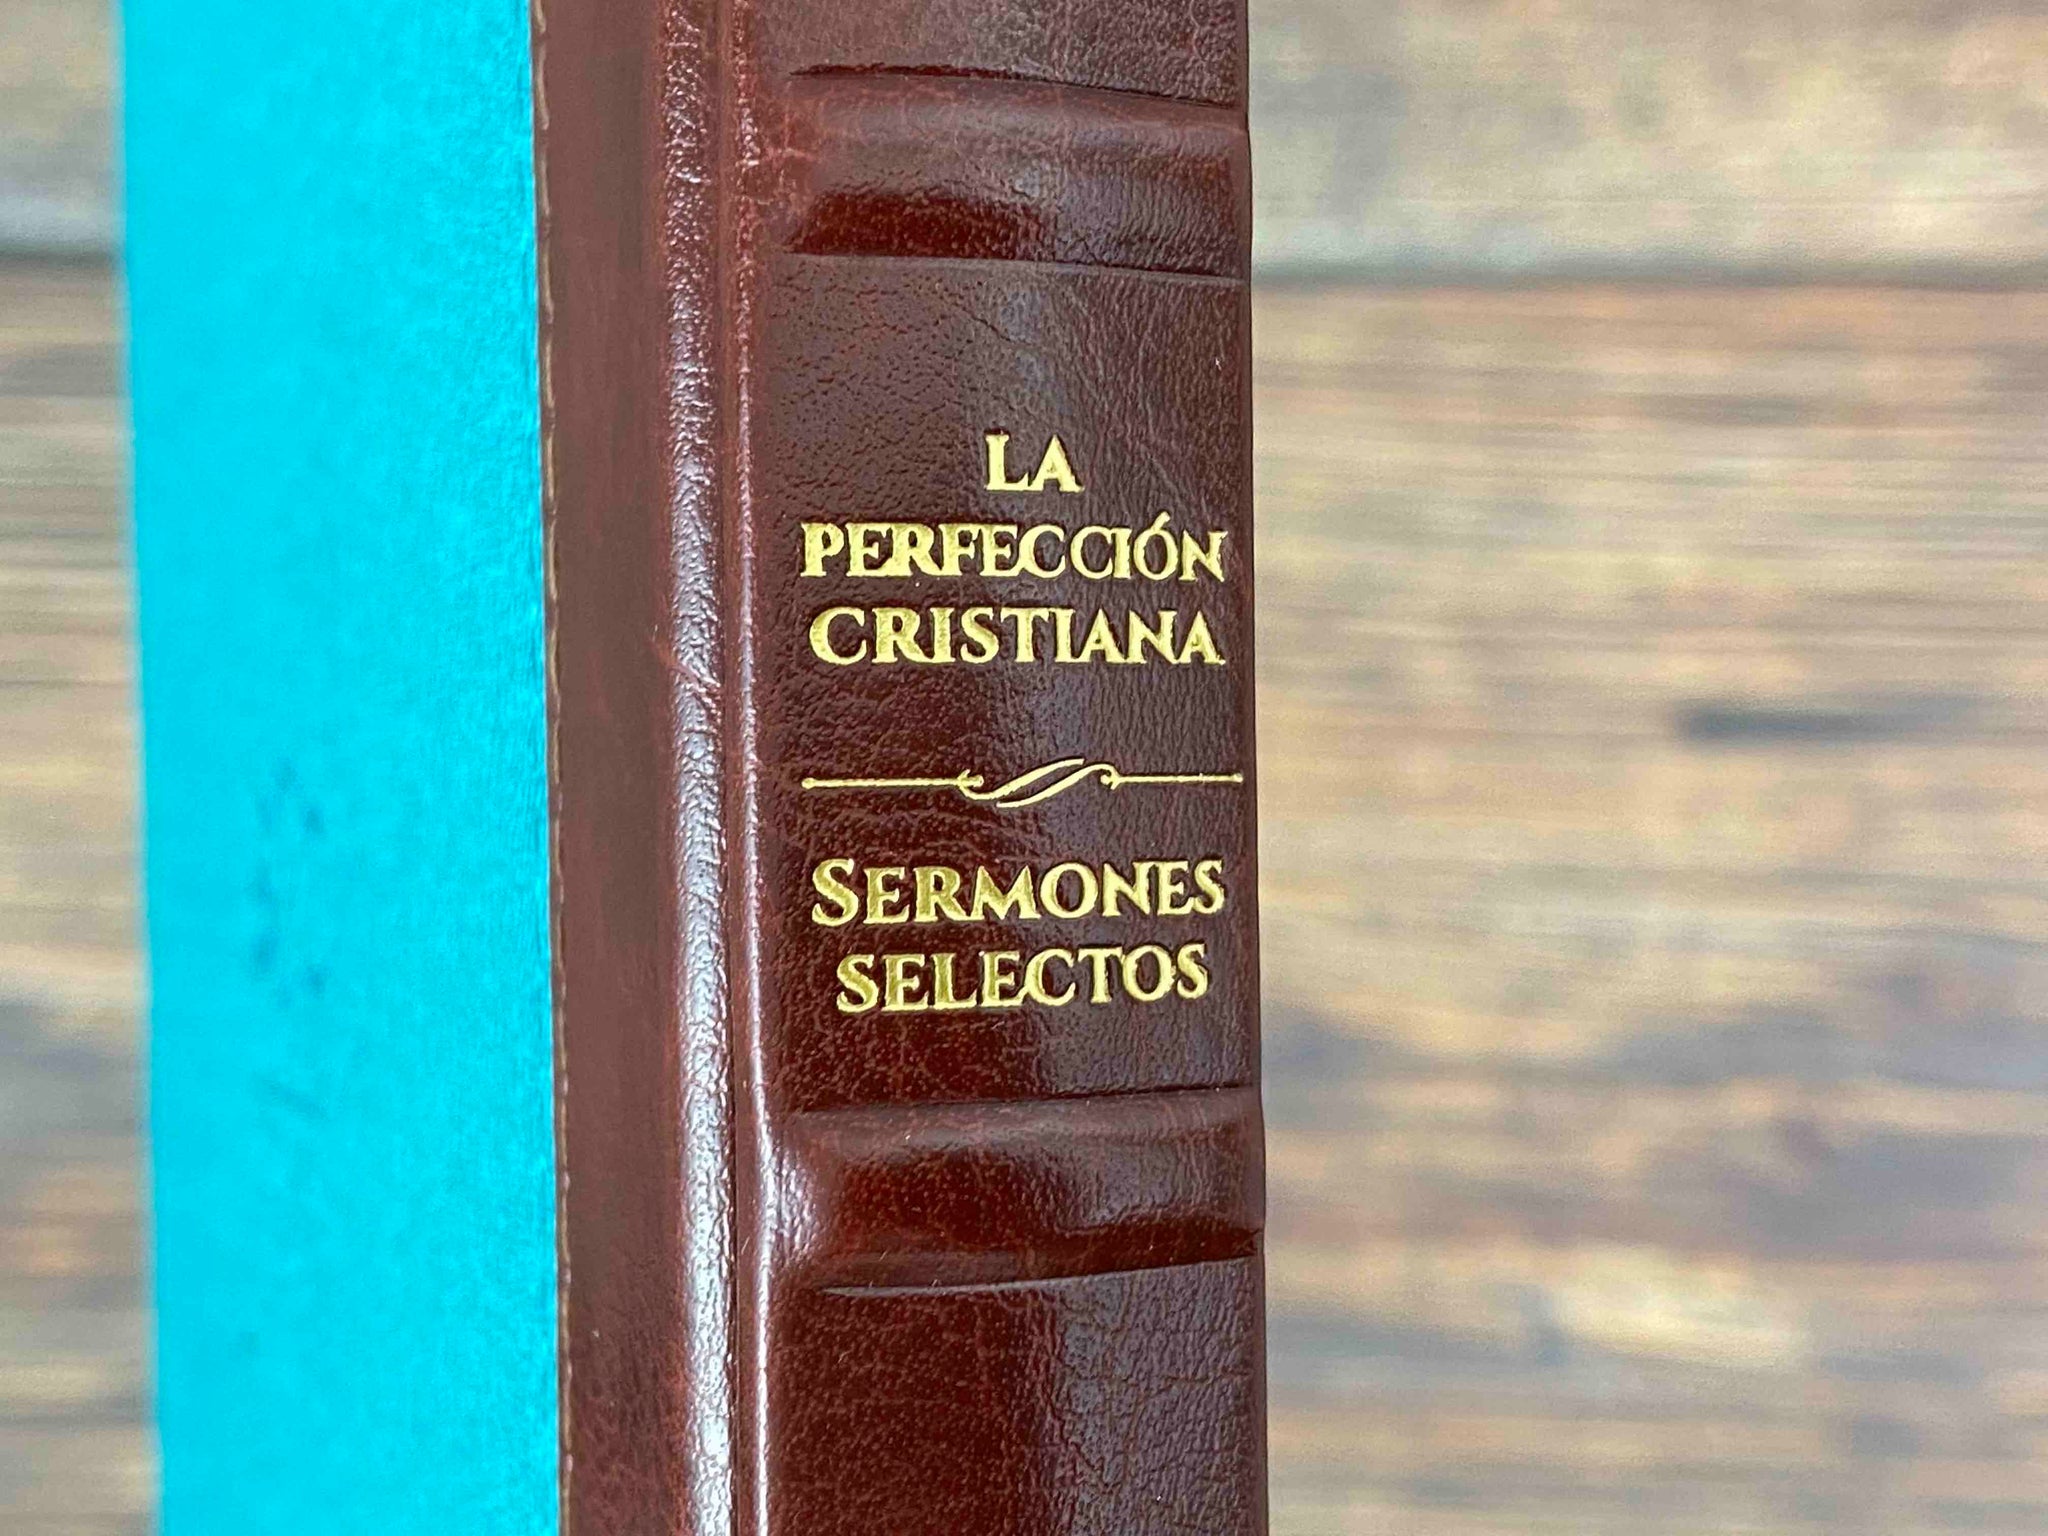 LA
PERFECCIÓN
CRISTIANA
SERMONES
SELECTOS